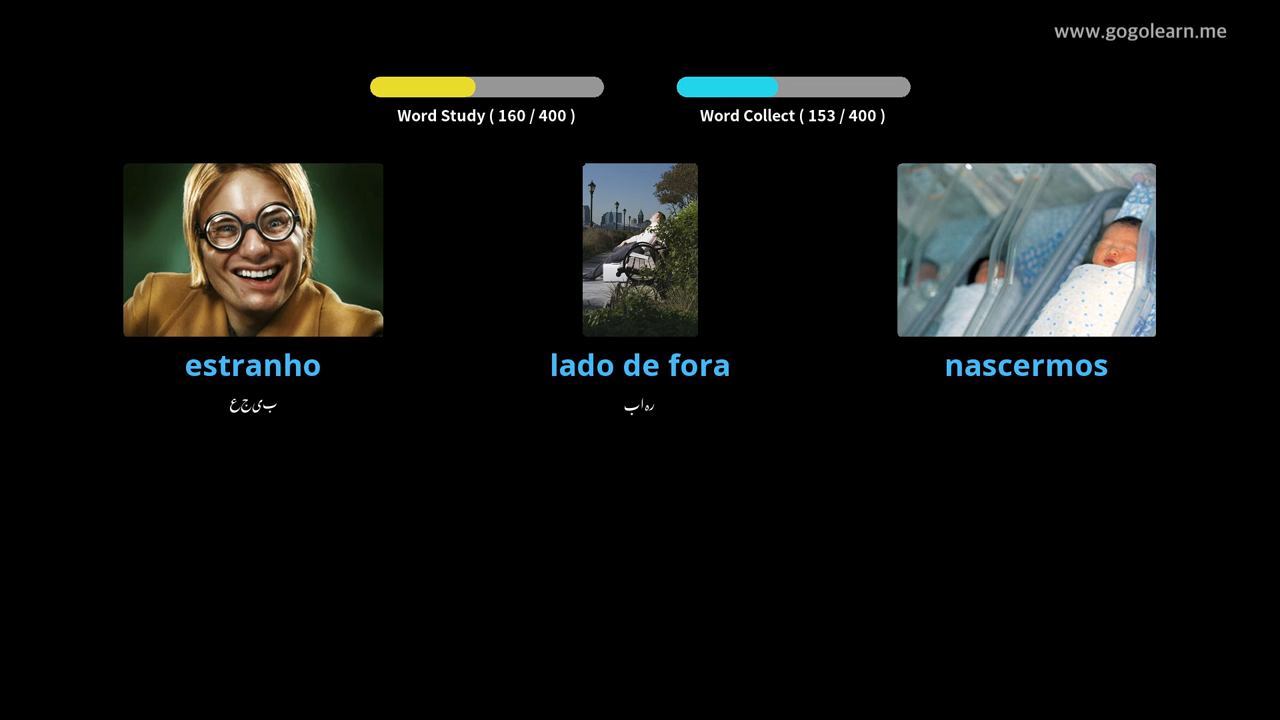 www.gogolearn.me
Word Study ( 160 / 400 )
Word Collect ( 153 / 400 )
estranho
lado de fora
nascermos
عجیب
باہر